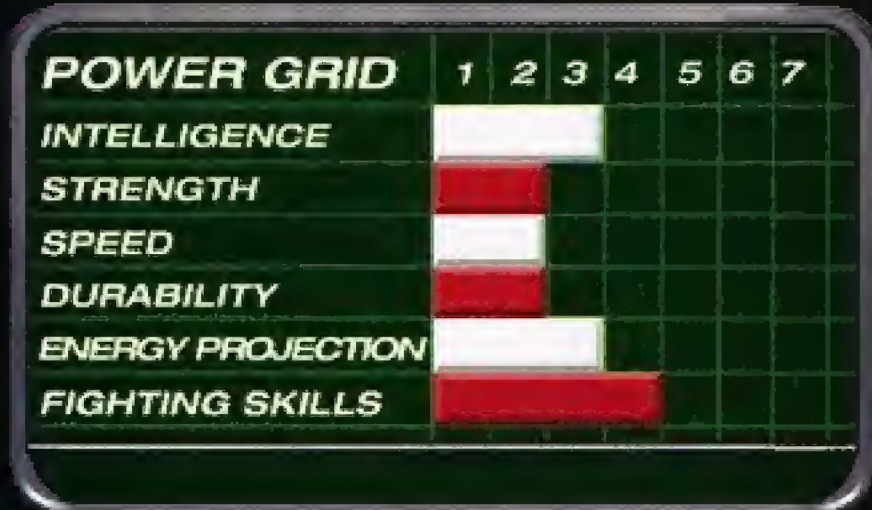 POWER GRID 1 2 3 4 5 6 7
INTELLIGENCE
STRENGTH
SPEED
DURABILITY
ENERGY PROJECTION
FIGHTING SKILLS